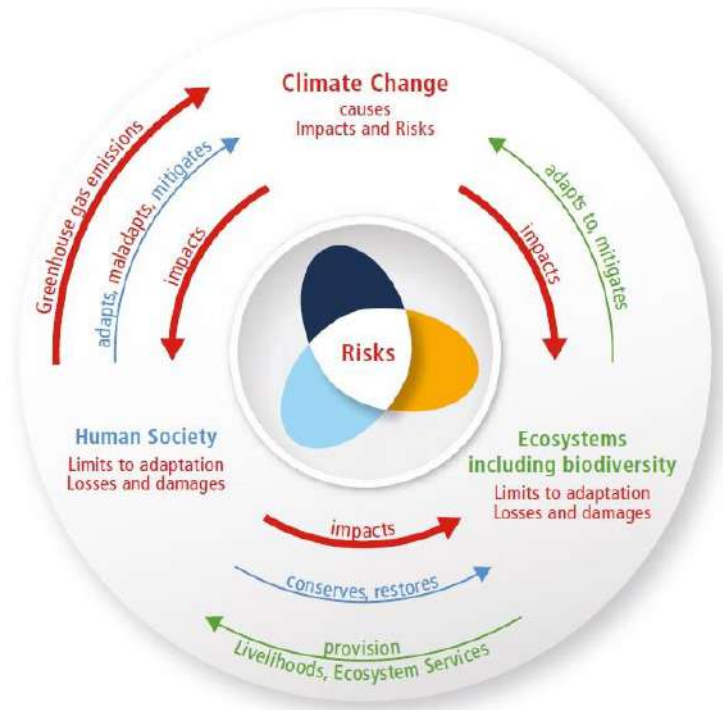 Climate Change
causes
Impacts and Risks
Greenhouse gas emissions
adapts, maladapts, mitigates
impacts
impacts
adapts to, mitigates
Risks
Human Society
Limits to adaptation
Losses and damages
Ecosystems
including biodiversity
Limits to adaptation
Losses and damages
impacts
conserves, restores
provision
Livelihoods, Ecosystem Services